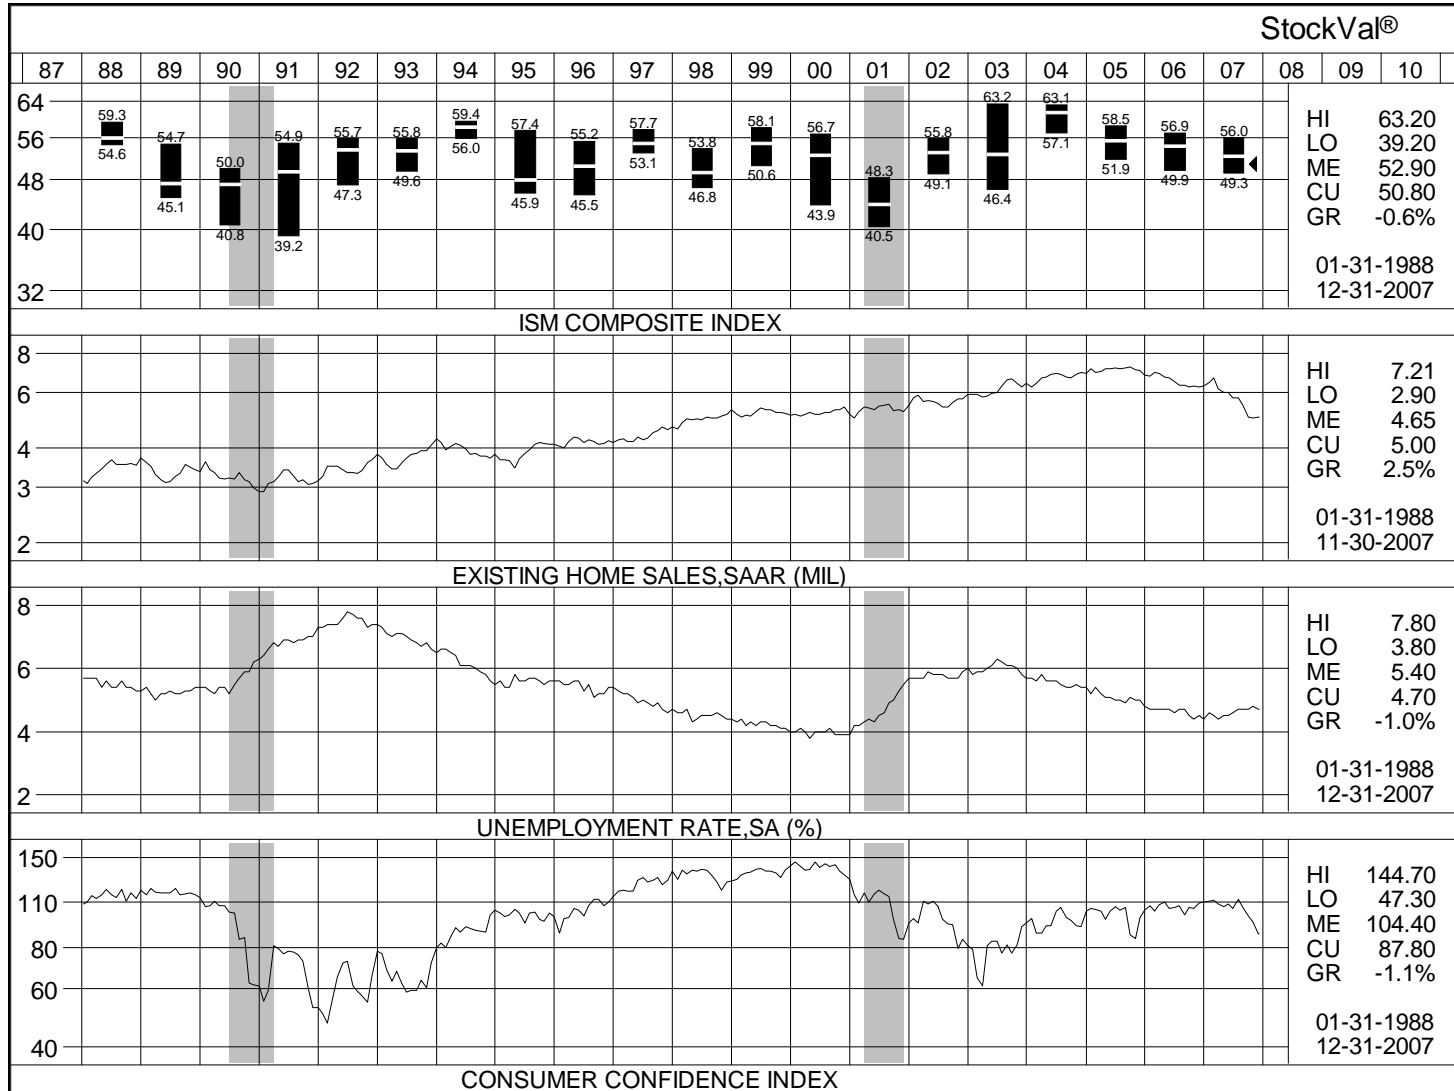 StockVal®
87 88 89 90 91 92 93 94 95 96 97 98 99 00 01 02 03 04 05 06 07 08 09 10
64
56
48
40
32
59.3 54.7 50.0 54.9 55.7 55.8 59.4 57.4 55.2 57.7 53.8 58.1 56.7 48.3 55.8 63.2 63.1 58.5 56.9 56.0
54.6 45.1 40.8 39.2 47.3 49.6 56.0 45.9 45.5 53.1 46.8 50.6 43.9 40.5 49.1 46.4 57.1 51.9 49.9 49.3
HI 63.20
LO 39.20
ME 52.90
CU 50.80
GR -0.6%
01-31-1988
12-31-2007
ISM COMPOSITE INDEX
8
6
4
3
2
HI 7.21
LO 2.90
ME 4.65
CU 5.00
GR 2.5%
01-31-1988
11-30-2007
EXISTING HOME SALES,SAAR (MIL)
8
6
4
2
HI 7.80
LO 3.80
ME 5.40
CU 4.70
GR -1.0%
01-31-1988
12-31-2007
UNEMPLOYMENT RATE,SA (%)
150
110
80
60
40
HI 144.70
LO 47.30
ME 104.40
CU 87.80
GR -1.1%
01-31-1988
12-31-2007
CONSUMER CONFIDENCE INDEX